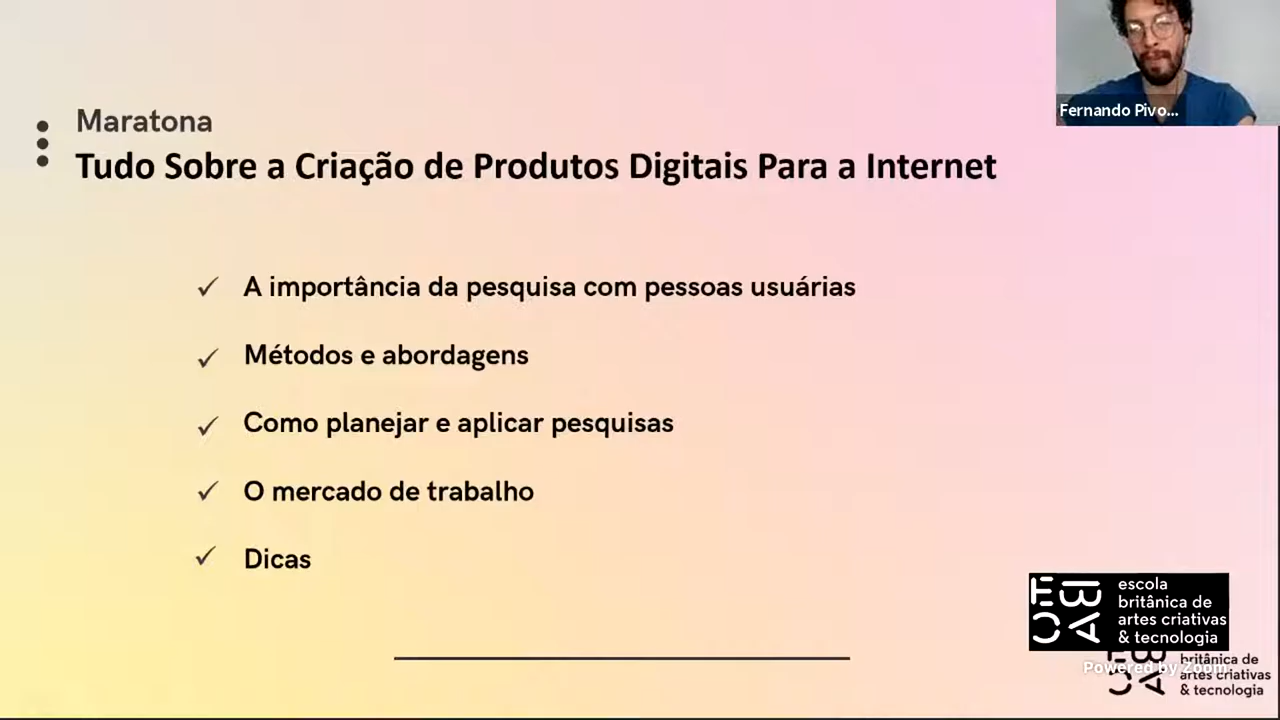 Maratona
Tudo Sobre a Criação de Produtos Digitais Para a Internet
Fernando Pivo...
A importância da pesquisa com pessoas usuárias
Métodos e abordagens
Como planejar e aplicar pesquisas
O mercado de trabalho
Dicas
EBAC
escola
britânica de
artes criativas
& tecnologia
Powered by Zoom
britânica de
artes criativas
& tecnologia